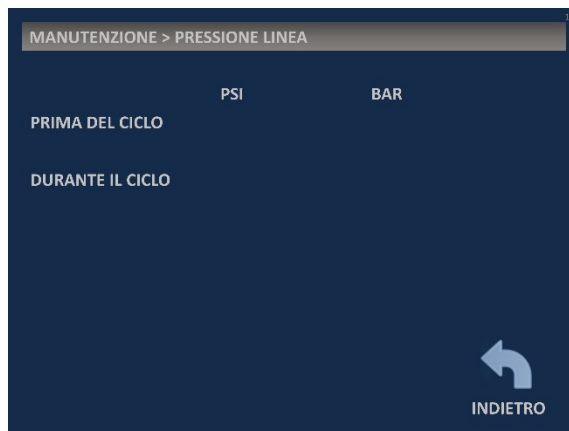 MANUTENZIONE > PRESSIONE LINEA
PSI BAR
PRIMA DEL CICLO
DURANTE IL CICLO
INDIETRO